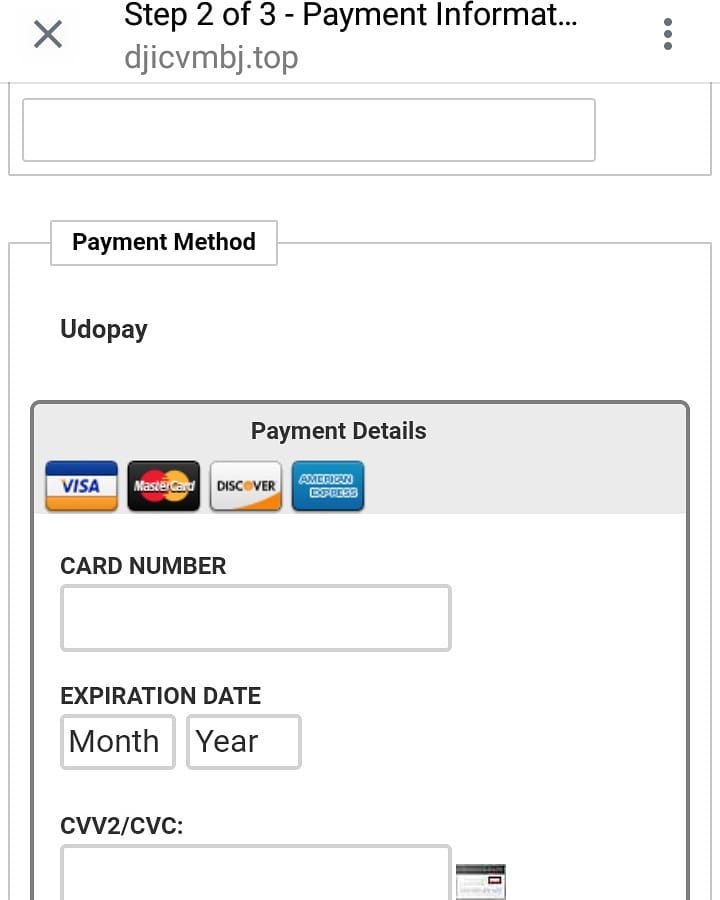 Step 2 of 3 - Payment Informat...
djicvmbj.top
Payment Method
Udopay
Payment Details
VISA MasterCard DISCOVER AMERICAN EXPRESS
CARD NUMBER
EXPIRATION DATE
Month Year
CVV2/CVC: